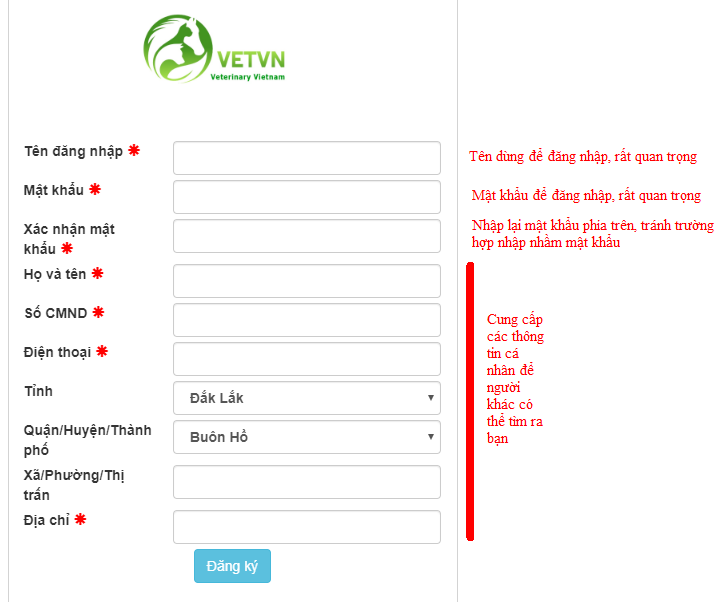 VETVN
Veterinary Vietnam
Tên đăng nhập ✱
Tên dùng để đăng nhập, rất quan trọng
Mật khẩu ✱
Mật khẩu để đăng nhập, rất quan trọng
Xác nhận mật
khẩu ✱
Nhập lại mật khẩu phia trên, tránh trường
hợp nhập nhầm mật khẩu
Họ và tên ✱
Số CMND ✱
Điện thoại ✱
Tỉnh
Đắk Lắk
Quận/Huyện/Thành
phố
Buôn Hồ
Xã/Phường/Thị
trấn
Địa chỉ ✱
Cung cấp
các thông
tin cá
nhân để
người
khác có
thể tìm ra
bạn
Đăng ký